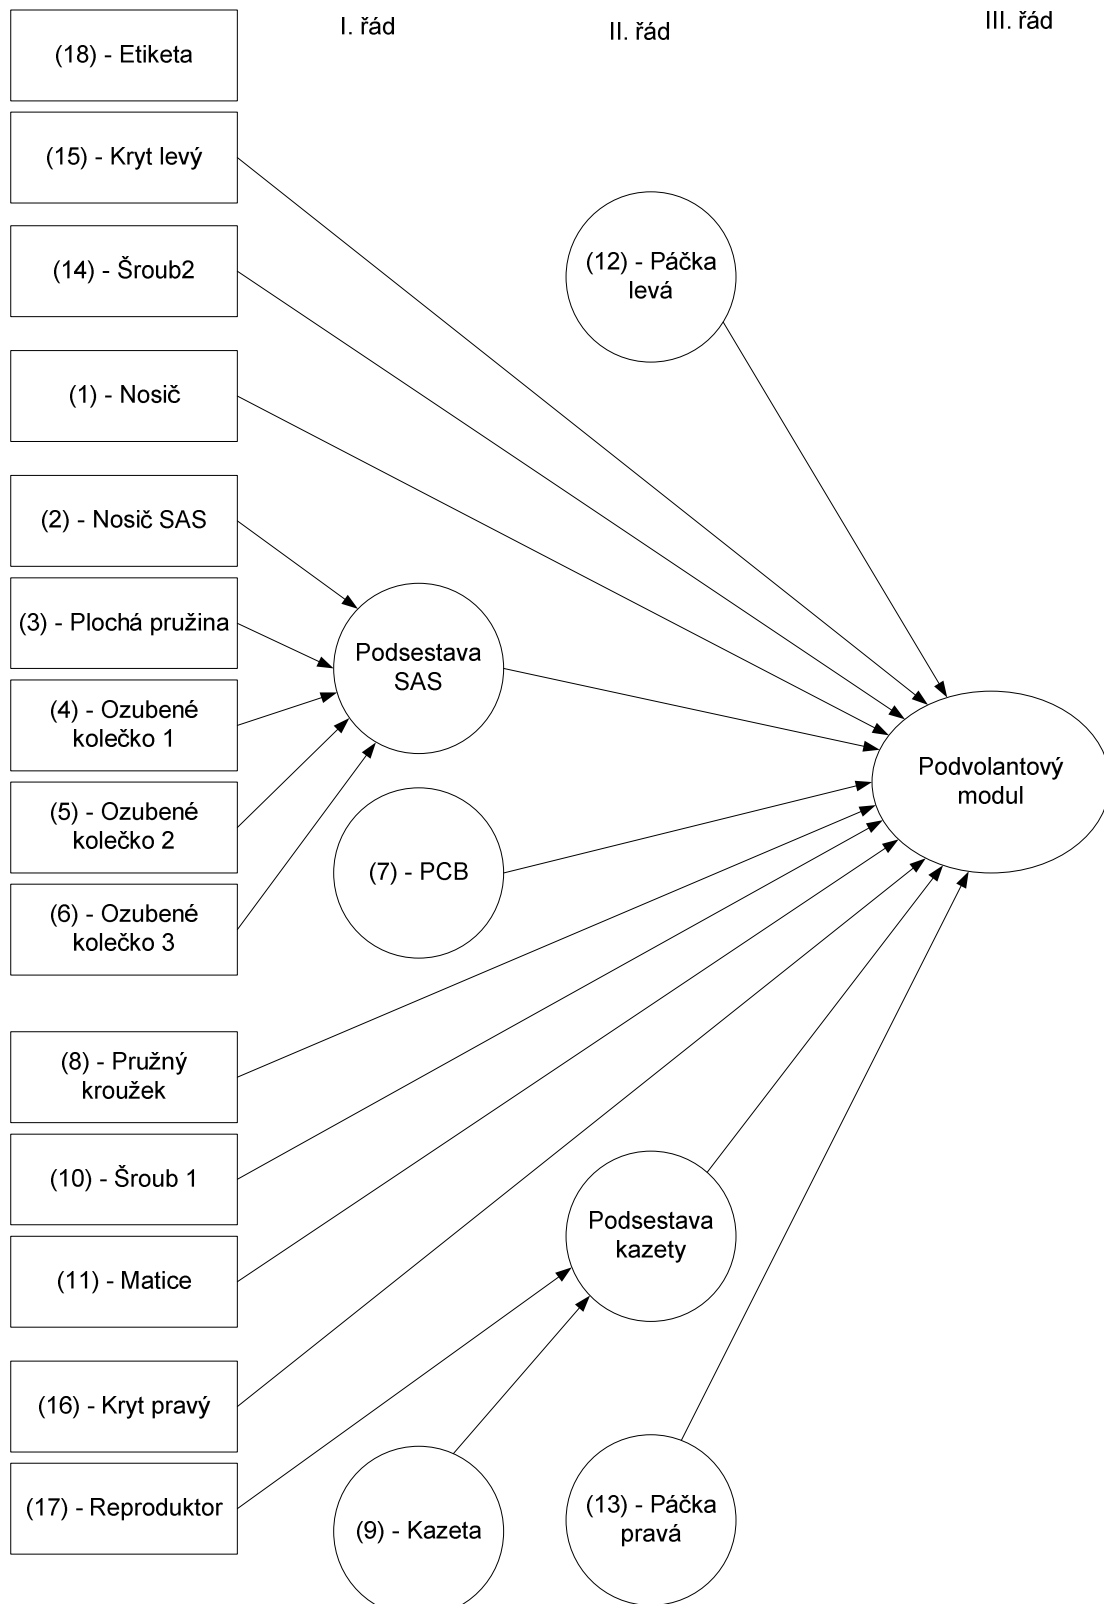 I. řád
II. řád
III. řád
(18) - Etiketa
(15) - Kryt levý
(14) - Šroub2
(12) - Páčka
levá
(1) - Nosič
(2) - Nosič SAS
(3) - Plochá pružina
(4) - Ozubené
kolečko 1
(5) - Ozubené
kolečko 2
(6) - Ozubené
kolečko 3
Podsestava
SAS
(7) - PCB
Podvolantový
modul
(8) - Pružný
kroužek
(10) - Šroub 1
(11) - Matice
Podsestava
kazety
(16) - Kryt pravý
(17) - Reproduktor
(9) - Kazeta
(13) - Páčka
pravá